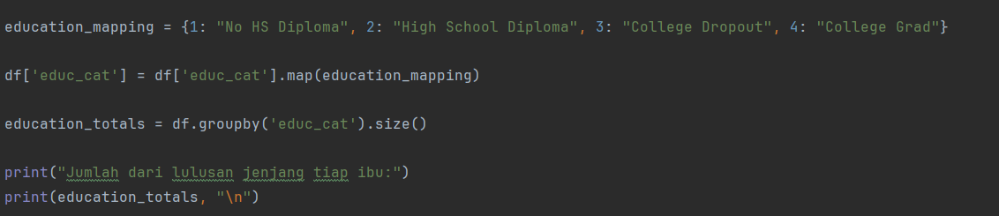 education_mapping = {1: "No HS Diploma", 2: "High School Diploma", 3: "College Dropout", 4: "College Grad"}
df['educ_cat'] = df['educ_cat'].map(education_mapping)
education_totals = df.groupby('educ_cat').size()
print("Jumlah dari lulusan jenjang tiap ibu:")
print(education_totals, "\n")